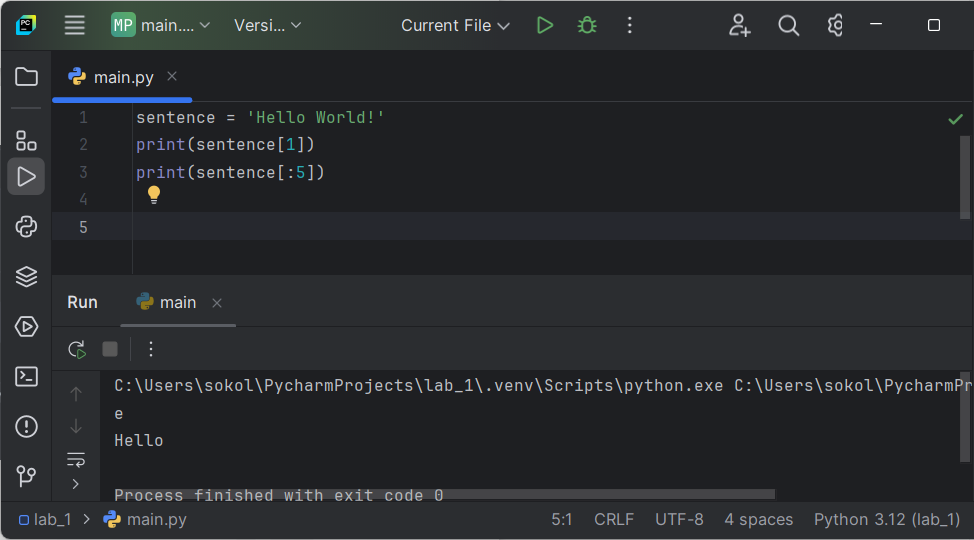 MP main.... Versi... Current File
main.py
1 sentence = 'Hello World!'
2 print(sentence[1])
3 print(sentence[:5])
4
5
Run main
C:\Users\sokol\PycharmProjects\lab_1\.venv\Scripts\python.exe C:\Users\sokol\PycharmPr
e
Hello
Process finished with exit code 0
lab_1 > main.py 5:1 CRLF UTF-8 4 spaces Python 3.12 (lab_1)